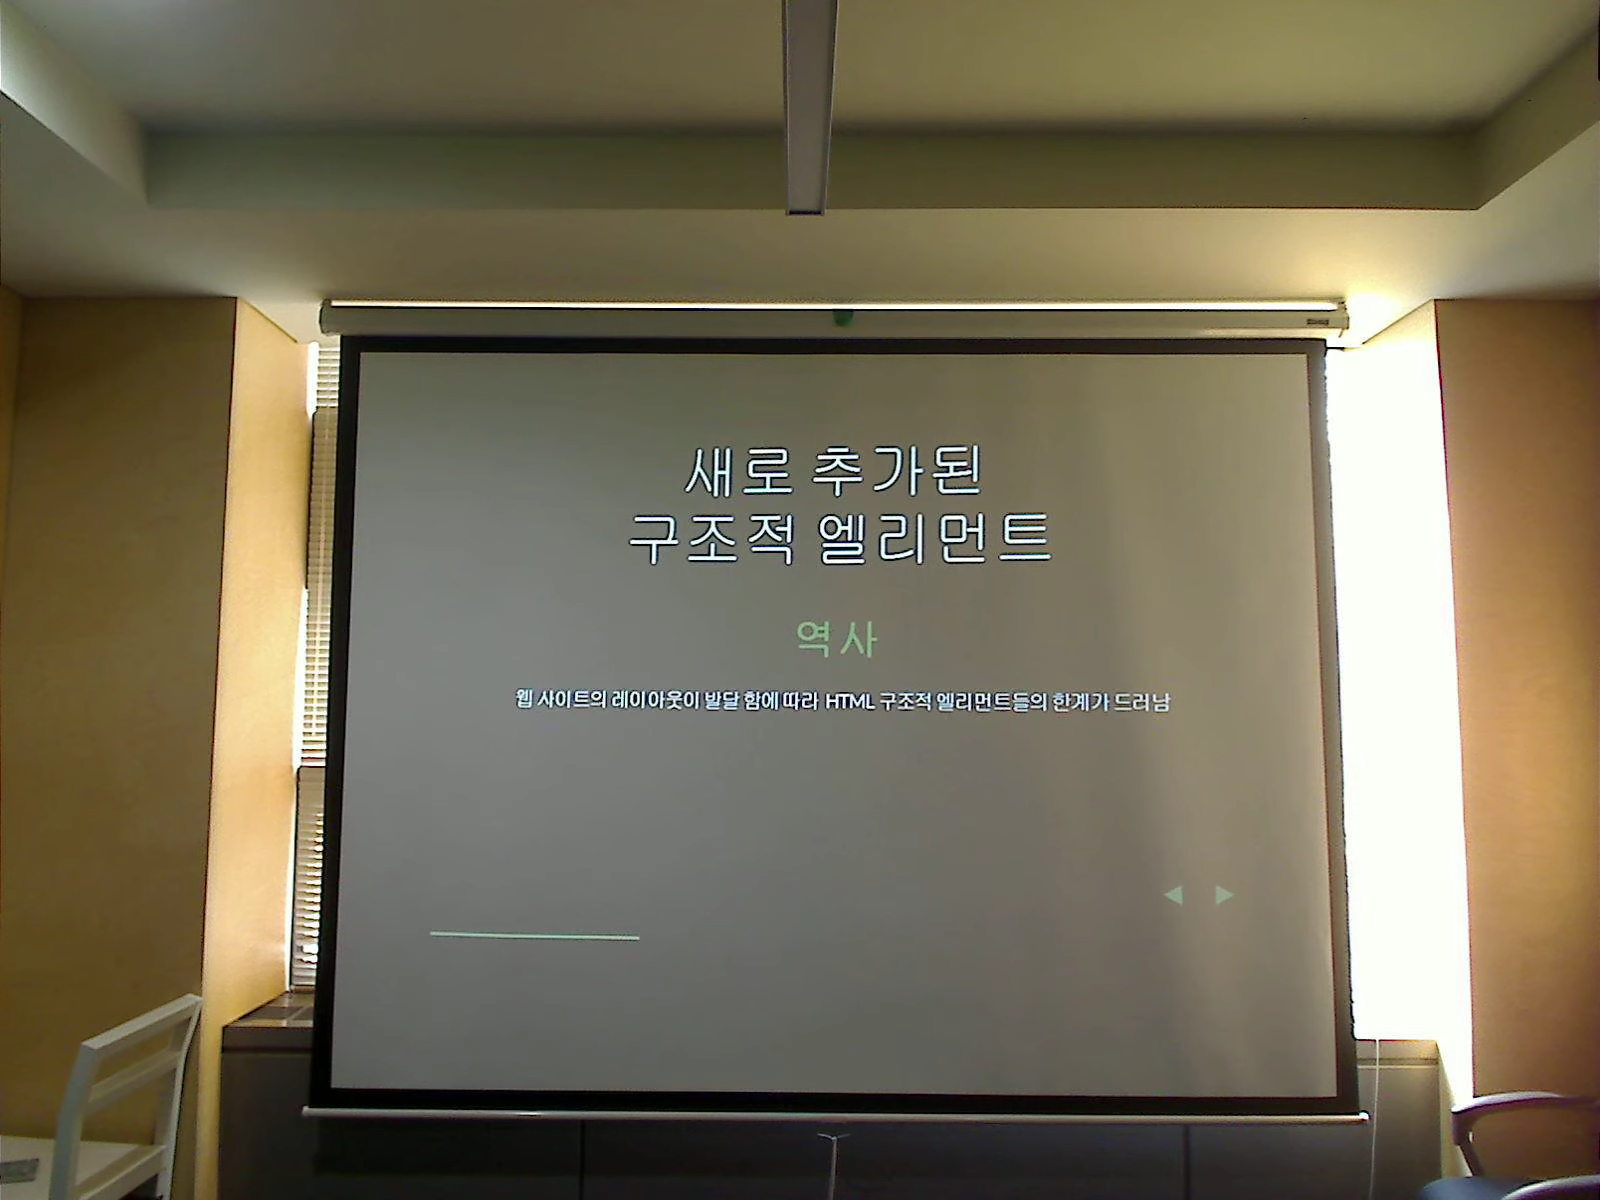 새로 추가된
구조적 엘리먼트
역사
웹 사이트의 레이아웃이 발달 함에 따라 HTML 구조적 엘리먼트들의 한계가 드러남